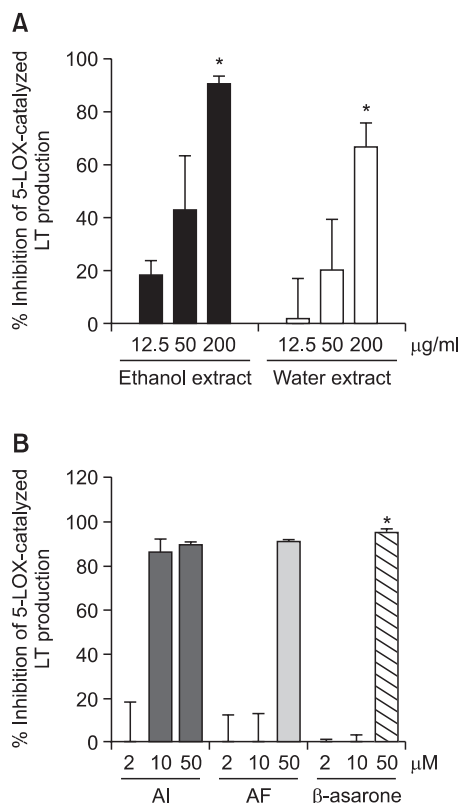 A
% Inhibition of 5-LOX-catalyzed
LT production
100
80
60
40
20
0
*
*
12.5 50 200 12.5 50 200 μg/ml
Ethanol extract Water extract
B
% Inhibition of 5-LOX-catalyzed
LT production
120
100
80
60
40
20
0
*
2 10 50 2 10 50 2 10 50 μM
AI AF β-asarone